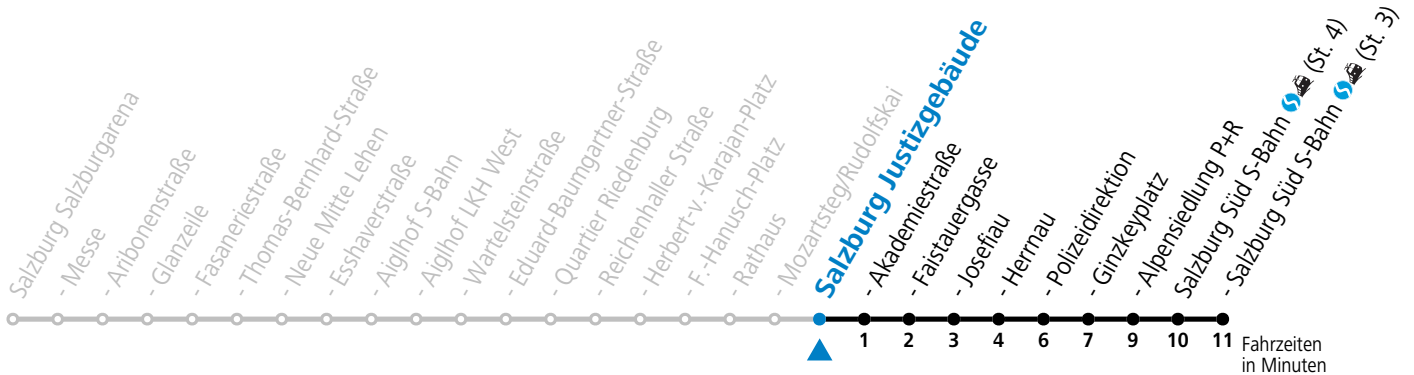 Salzburg Salzburgarena
- Messe
- Aribonenstraße
- Glanzeile
- Fasaneriestraße
- Thomas-Bernhard-Straße
- Neue Mitte Lehen
- Esshaverstraße
- Aiglhof S-Bahn
- Aiglhof LKH West
- Wartelsteinstraße
- Eduard-Baumgartner-Straße
- Quartier Riedenburg
- Reichenhaller Straße
- Herbert-v.-Karajan-Platz
- F.-Hanusch-Platz
- Rathaus
- Mozartsteg/Rudolfskai
Salzburg Justizgebäude
- Akademiestraße
- Faistauergasse
- Josefiau
- Herrnau
- Polizeidirektion
- Ginzkeyplatz
- Alpensiedlung P+R
Salzburg Süd S-Bahn (St. 4)
- Salzburg Süd S-Bahn (St. 3)
1 2 3 4 6 7 9 10 11
Fahrzeiten
in Minuten